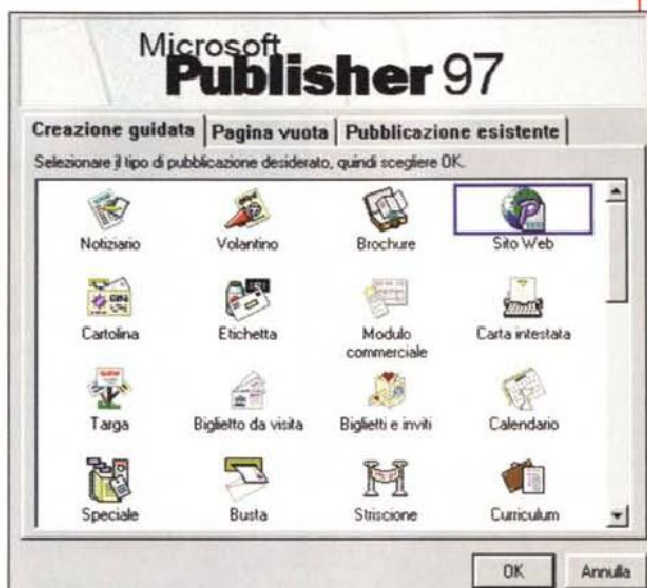 Microsoft
Publisher 97
Creazione guidata Pagina vuota Pubblicazione esistente
Selezionare il tipo di pubblicazione desiderato, quindi scegliere OK.
Notiziario Volantino Brochure Sito Web
Cartolina Etichetta Modulo commerciale Carta intestata
Targa Biglietto da visita Biglietti e inviti Calendario
Speciale Busta Striscione Curriculum
OK Annulla